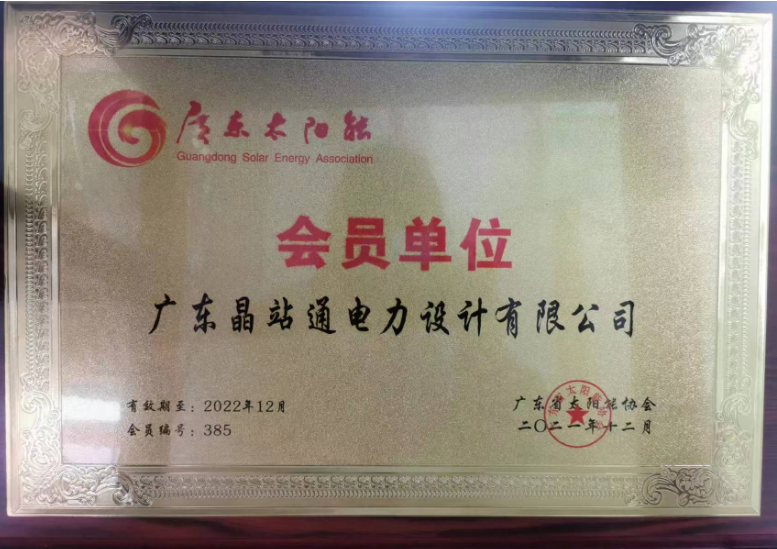 廣东太阳能
Guangdong Solar Energy Association
会员单位
广东晶站通电力设计有限公司
有效期至：2022年12月
会员编号：385
广东省太阳能协会
二〇二一年十二月